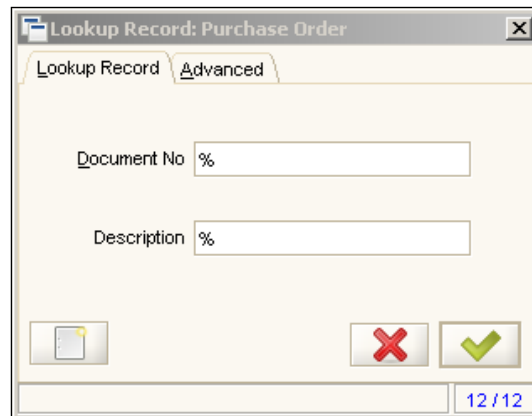 Lookup Record: Purchase Order
Lookup Record Advanced
Document No %
Description %
12/12